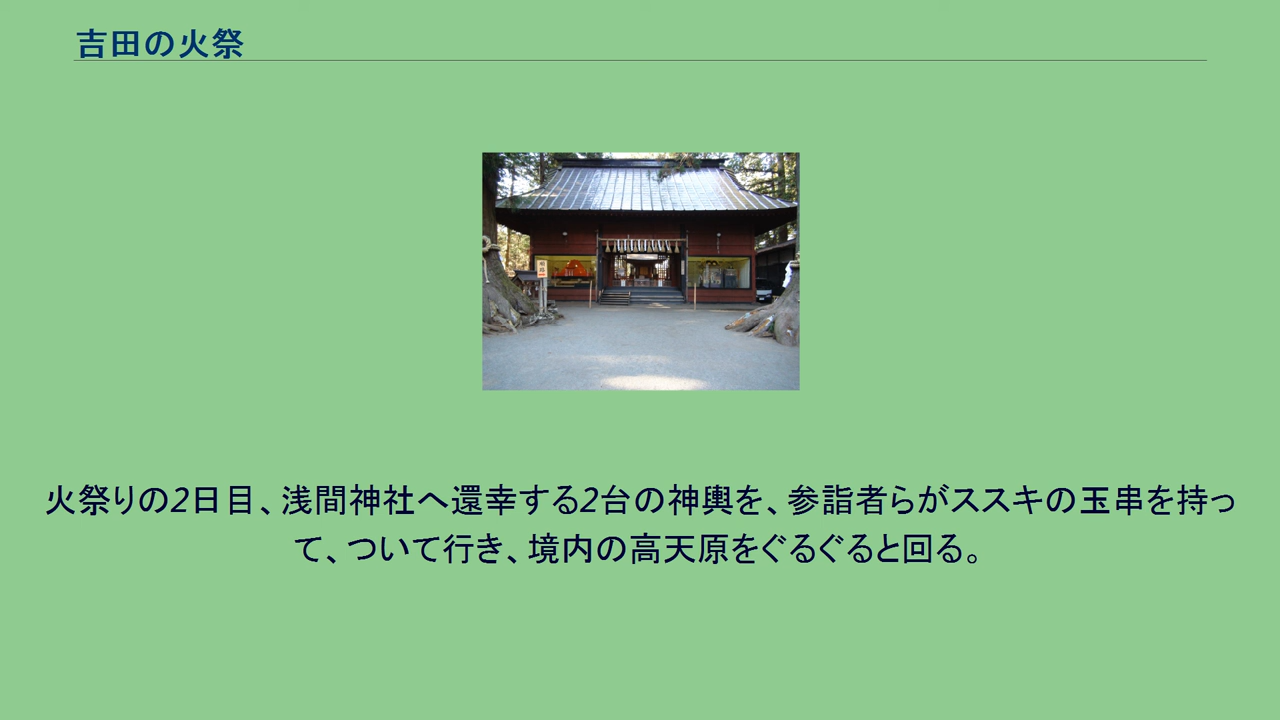 吉田の火祭
火祭りの2日目、浅間神社へ還幸する2台の神輿を、参詣者らがススキの玉串を持っ
て、ついて行き、境内の高天原をぐるぐると回る。